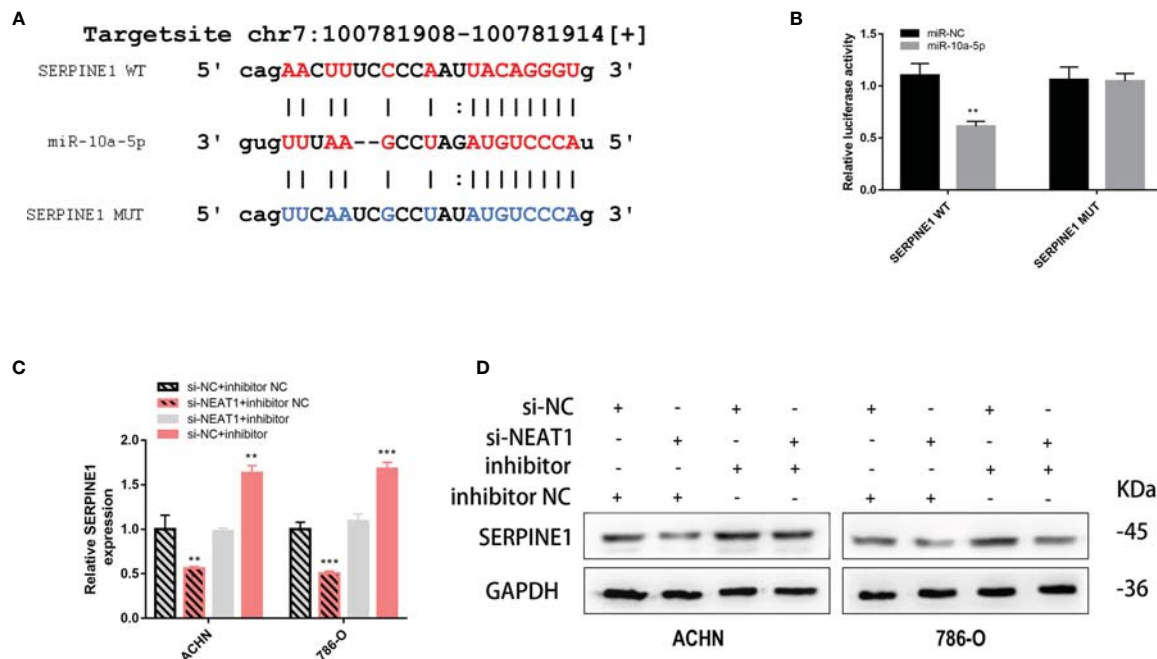 A
Targetsite chr7:100781908-100781914[+]
SERPINE1 WT 5' cagAACUUUCCCCAAUUACAGGGUg 3'
|| || | | :||||||||
miR-10a-5p 3' gugUUUAA--GCCUAGAUGUCCCAu 5'
|| || | | :||||||||
SERPINE1 MUT 5' cagUUCAAUCGCCUAUAUGUCCCAg 3'
B
miR-NC
miR-10a-5p
Relative luciferase activity
1.5
1.0
0.5
0.0
**
SERPINE1 WT
SERPINE1 MUT
C
si-NC+inhibitor NC
si-NEAT1+inhibitor NC
si-NEAT1+inhibitor
si-NC+inhibitor
Relative SERPINE1
expression
2.0
1.5
1.0
0.5
0.0
**
**
***
***
ACHN
786-O
D
si-NC + - + - + - + -
si-NEAT1 - + - + - + - +
inhibitor - - + + - - + +
inhibitor NC + + - - + + - -
KDa
SERPINE1
-45
GAPDH
-36
ACHN
786-O